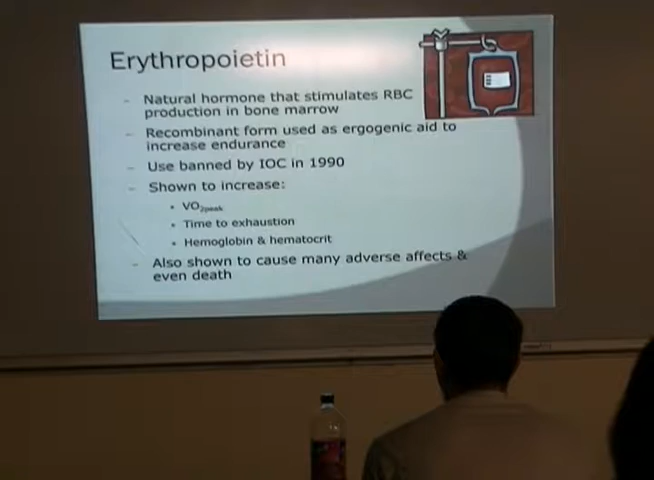 Erythropoietin
– Natural hormone that stimulates RBC
production in bone marrow
– Recombinant form used as ergogenic aid to
increase endurance
– Use banned by IOC in 1990
– Shown to increase:
• VO2peak
• Time to exhaustion
• Hemoglobin & hematocrit
– Also shown to cause many adverse affects &
even death